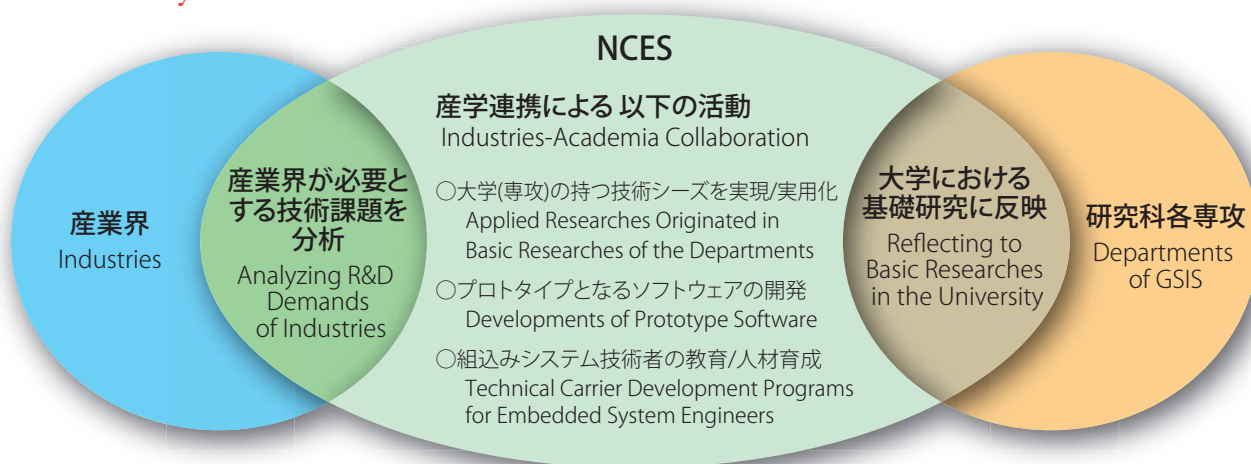 NCES
産学連携による 以下の活動
Industries-Academia Collaboration
産業界
Industries
産業界が必要と
する技術課題を
分析
Analyzing R&D
Demands
of Industries
○大学(専攻)の持つ技術シーズを実現/実用化
Applied Researches Originated in
Basic Researches of the Departments
○プロトタイプとなるソフトウェアの開発
Developments of Prototype Software
○組込みシステム技術者の教育/人材育成
Technical Carrier Development Programs
for Embedded System Engineers
大学における
基礎研究に反映
Reflecting to
Basic Researches
in the University
研究科各専攻
Departments
of GSIS